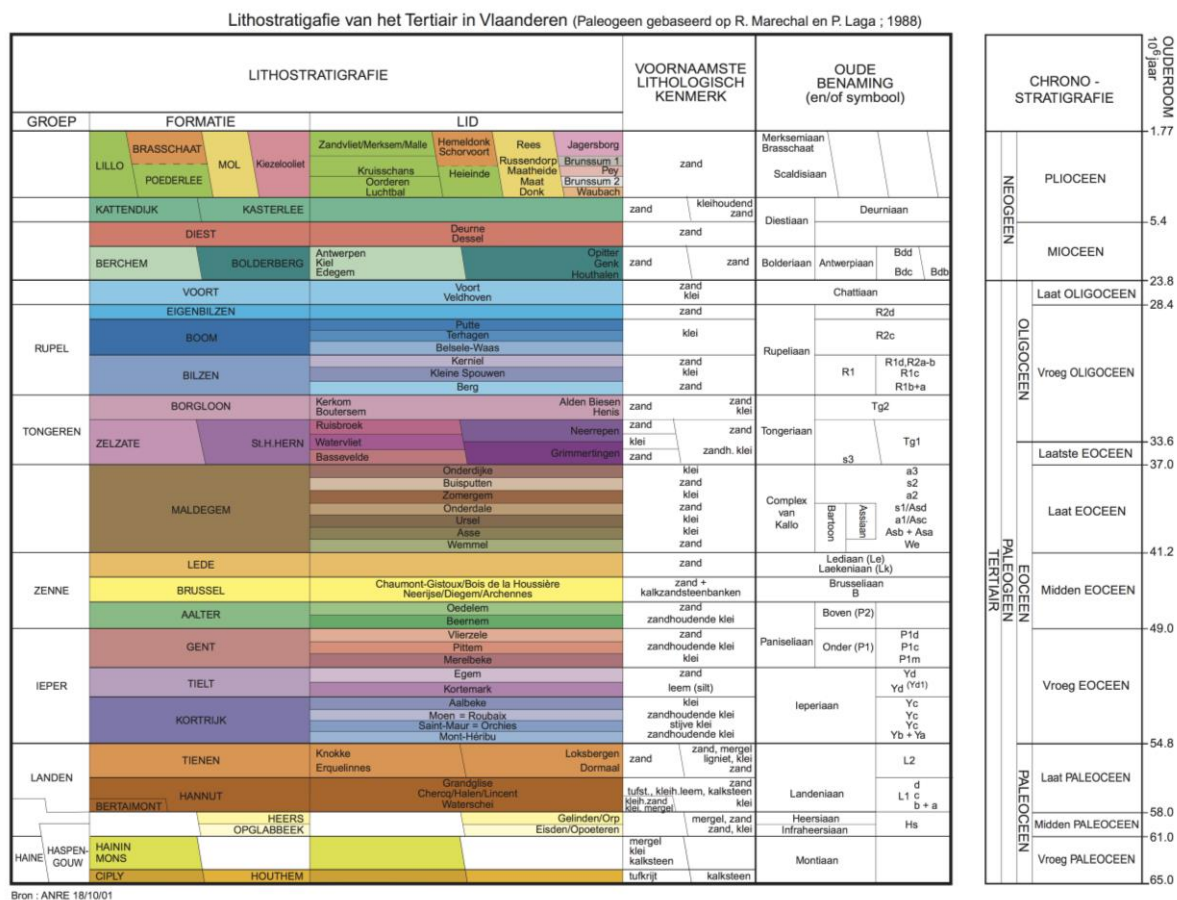 Lithostratigafie van het Tertiair in Vlaanderen (Paleogeen gebaseerd op R. Marechal en P. Laga ; 1988)
LITHOSTRATIGRAFIE
VOORNAAMSTE
LITHOLOGISCH
KENMERK
OUDE
BENAMING
(en/of symbool)
GROEP
FORMATIE
LID
LILLO
BRASSCHAAT
POEDERLEE
MOL
Kiezelooliet
Zandvliet/Merksem/Malle
Kruisschans
Oorderen
Luchtbal
Hemeldonk
Schorvoort
Heieinde
Rees
Russendorp
Maatheide
Maat
Donk
Jagersborg
Brunssum 1
Pey
Brunssum 2
Waubach
zand
Merksemiaan
Brasschaat
Scaldisiaan
KATTENDIJK
KASTERLEE
zand
kleihoudend
zand
Diestiaan
Deurniaan
DIEST
Deurne
Dessel
zand
BERCHEM
BOLDERBERG
Antwerpen
Kiel
Edegem
Opitter
Genk
Houthalen
zand
zand
Bolderiaan
Antwerpiaan
Bdd
Bdc
Bdb
RUPEL
VOORT
Voort
Veldhoven
zand
klei
Chattiaan
EIGENBILZEN
zand
Rupeliaan
R2d
BOOM
Putte
Terhagen
Belsele-Waas
klei
R2c
BILZEN
Kerniel
Kleine Spouwen
Berg
zand
klei
zand
R1
R1d,R2a-b
R1c
R1b+a
TONGEREN
BORGLOON
Kerkom
Boutersem
Alden Biesen
Henis
zand
zand
klei
Tongeriaan
Tg2
ZELZATE
St.H.HERN
Ruisbroek
Watervliet
Bassevelde
Neerrepen
Grimmertingen
zand
klei
zand
zand
zandh. klei
s3
Tg1
MALDEGEM
Onderdijke
Buisputten
Zomergem
Onderdale
Ursel
Asse
Wemmel
klei
zand
klei
zand
klei
klei
zand
Complex
van
Kallo
Bartoon
Assiaan
a3
s2
a2
s1/Asd
a1/Asc
Asb + Asa
We
ZENNE
LEDE
zand
Lediaan (Le)
Laekeniaan (Lk)
BRUSSEL
Chaumont-Gistoux/Bois de la Houssière
Neerijse/Diegem/Archennes
zand +
kalkzandsteenbanken
Brusseliaan
B
AALTER
Oedelem
Beernem
zand
zandhoudende klei
Paniseliaan
Boven (P2)
IEPER
GENT
Vlierzele
Pittem
Merelbeke
zand
zandhoudende klei
klei
Onder (P1)
P1d
P1c
P1m
TIELT
Egem
Kortemark
zand
leem (silt)
Ieperiaan
Yd
Yd (Yd1)
KORTRIJK
Aalbeke
Moen = Roubaix
Saint-Maur = Orchies
Mont-Héribu
klei
zandhoudende klei
stijve klei
zandhoudende klei
Yc
Yc
Yc
Yb + Ya
LANDEN
TIENEN
Knokke
Erquelinnes
Loksbergen
Dormaal
zand
zand, mergel
ligniet, klei
zand
Landeniaan
L2
HANNUT
BERTAIMONT
Grandglise
Chercq/Halen/Lincent
Waterschei
zand
tufst., kleih.leem, kalksteen
kleih.zand
klei, mergel
klei
L1
d
c
b + a
HEERS
OPGLABBEEK
Gelinden/Orp
Eisden/Opoeteren
mergel, zand
zand, klei
Heersiaan
Infraheersiaan
Hs
HAINE
HASPEN-
GOUW
HAININ
MONS
mergel
klei
kalksteen
Montiaan
CIPLY
HOUTHEM
tufkrijt
kalksteen
Bron : ANRE 18/10/01
CHRONO -
STRATIGRAFIE
OUDERDOM
10⁶ jaar
TERTIAIR
NEOGEEN
PALEOGEEN
OLIGOCEEN
EOCEEN
PALEOCEEN
1.77
PLIOCEEN
5.4
MIOCEEN
23.8
Laat OLIGOCEEN
28.4
Vroeg OLIGOCEEN
33.6
Laatste EOCEEN
37.0
Laat EOCEEN
41.2
Midden EOCEEN
49.0
Vroeg EOCEEN
54.8
Laat PALEOCEEN
58.0
Midden PALEOCEEN
61.0
Vroeg PALEOCEEN
65.0